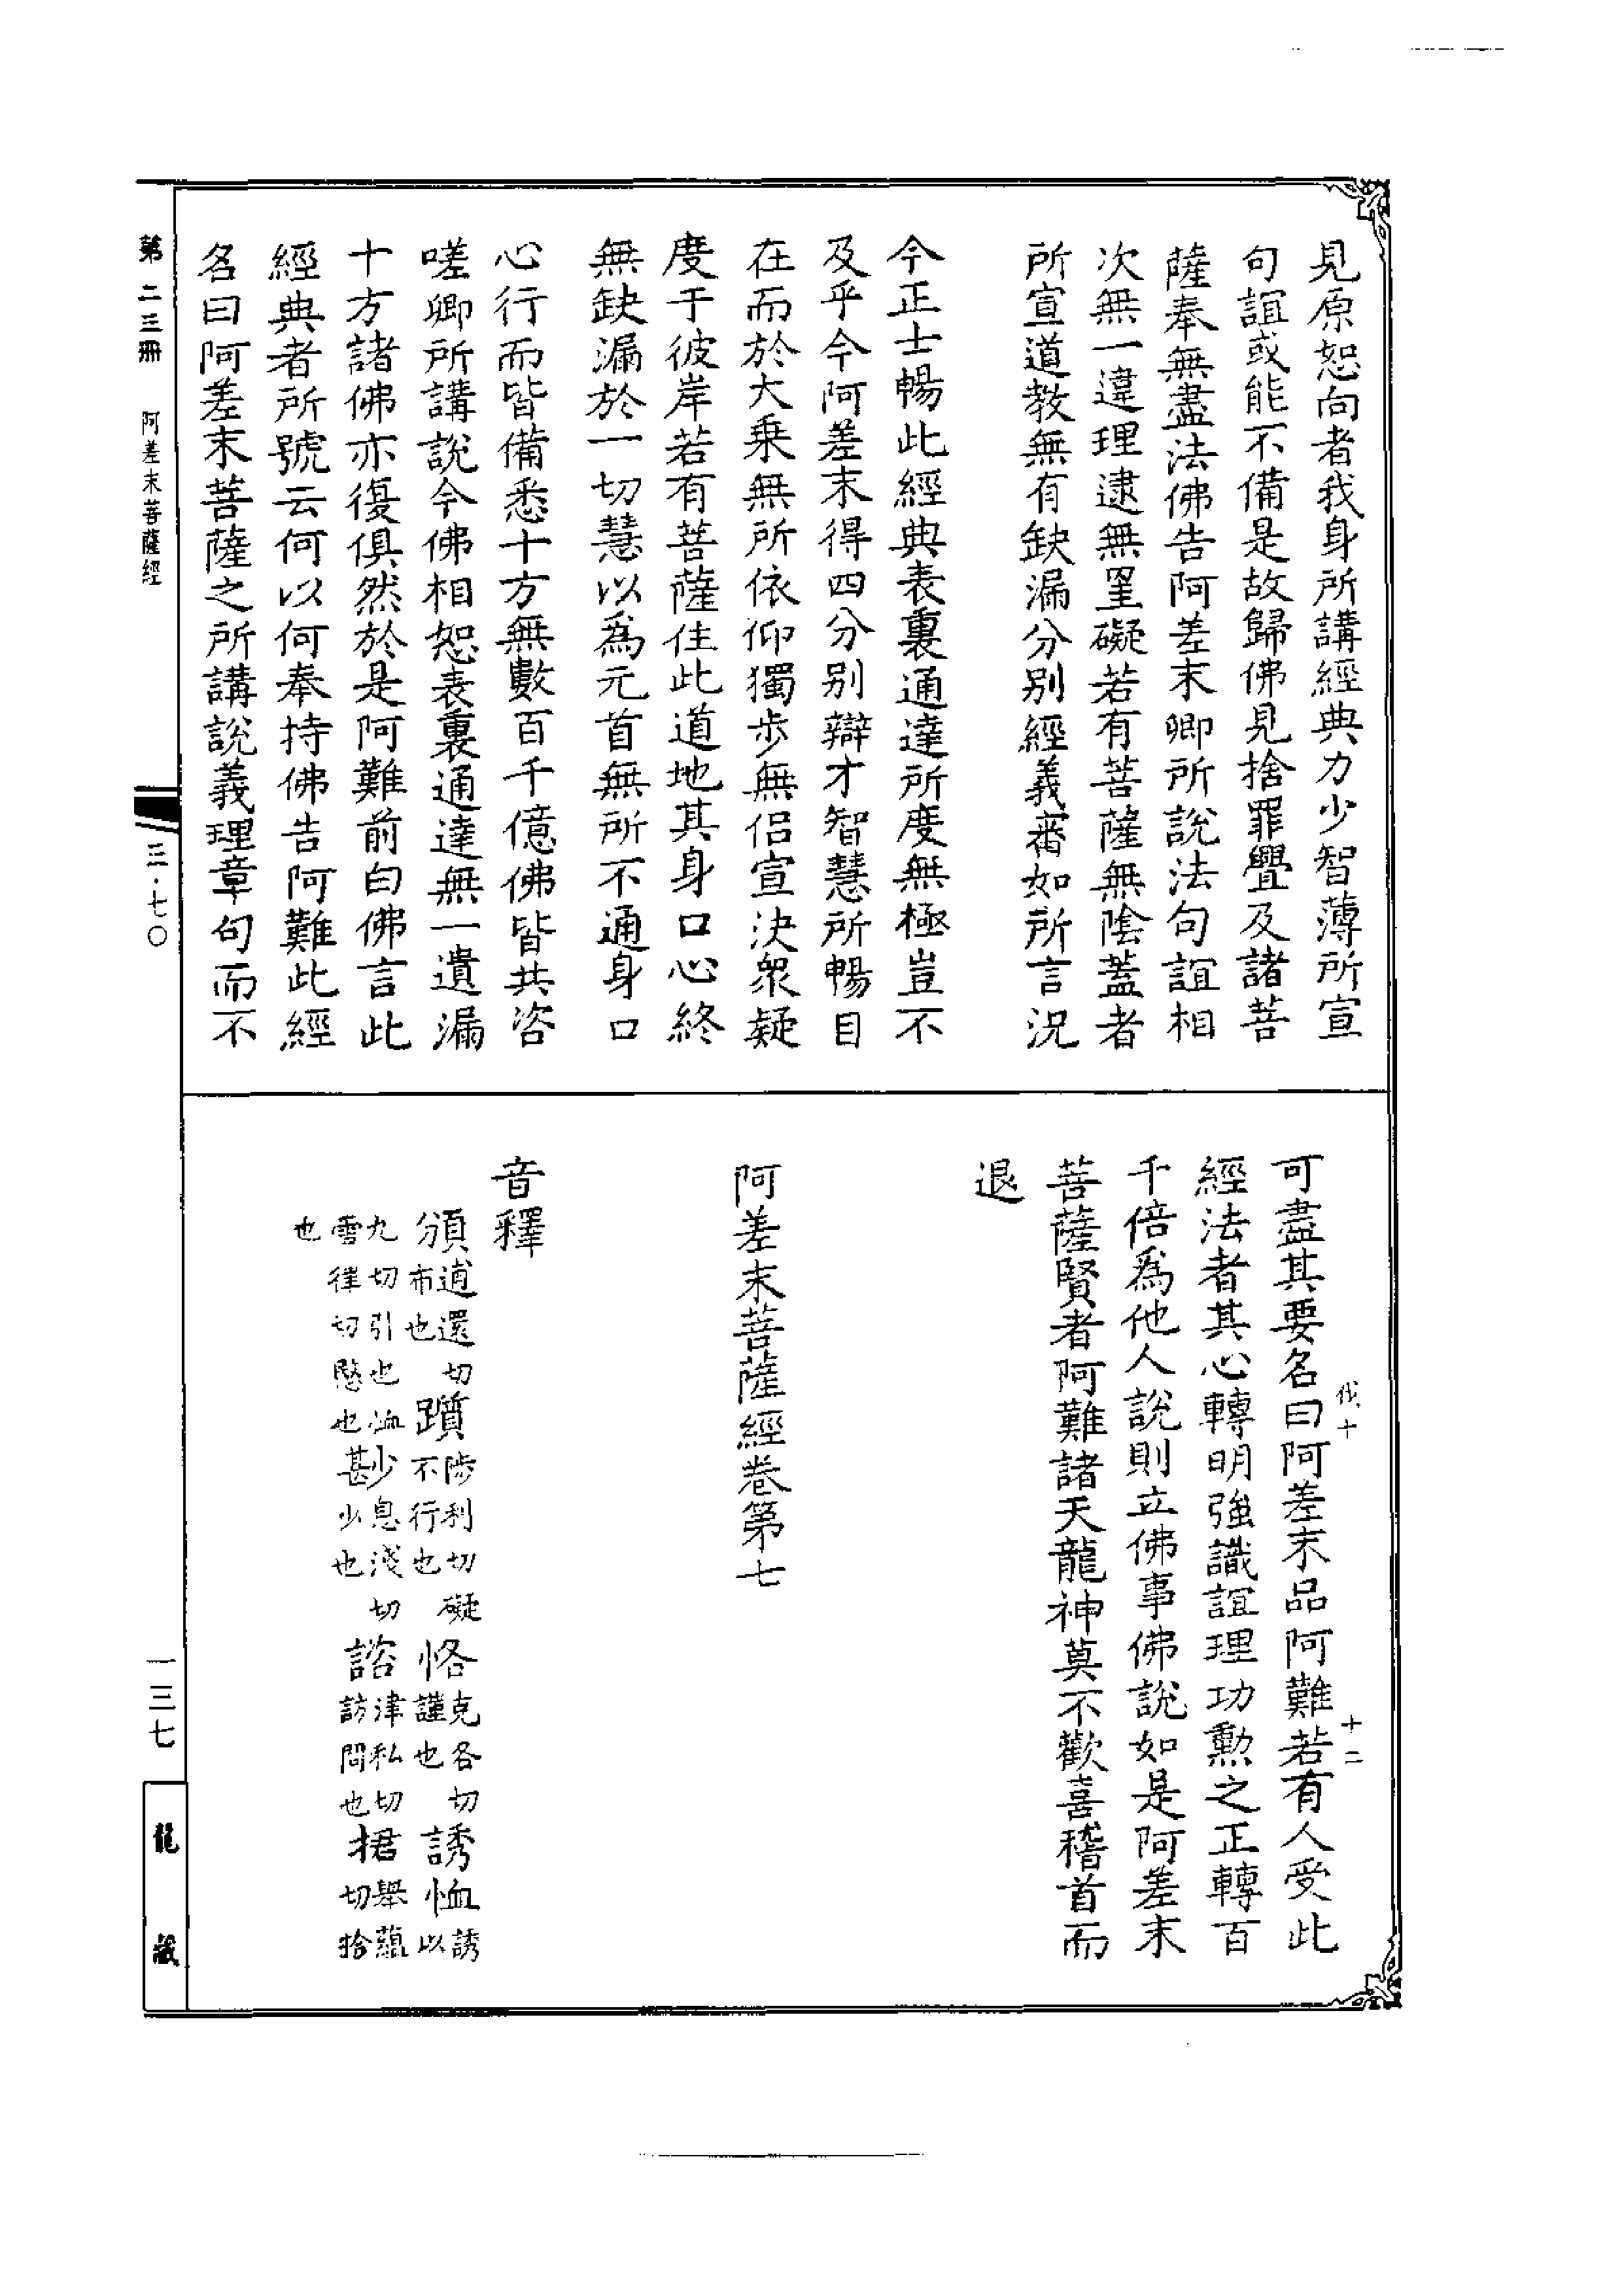 見原恕向者我身所講經典力少智薄所宣
句誼或能不備是故歸佛見捨罪舋及諸菩
薩奉無盡法佛告阿差末卿所說法句誼相
次無一違理逮無罣礙若有菩薩無陰蓋者
所宣道教無有缺漏分別經義審如所言況
今正士暢此經典表裏通達所度無極豈不
及乎今阿差末得四分别辯才智慧所暢自
在而於大乗無所依仰獨步無侣宣決衆疑
度于彼岸若有菩薩住此道地其身口心終
無缺漏於一切慧以爲元首無所不通身口
心行而皆備悉十方無數百千億佛皆共咨
嗟卿所講說今佛相恕表裏通達無一遺漏
十方諸佛亦復俱然於是阿難前白佛言此
經典者所號云何以何奉持佛告阿難此經
名曰阿差末菩薩之所講說義理章句而不
可盡其要名曰阿差末品阿難若有人受此
經法者其心轉明強識誼理功勲之正轉百
千倍爲他人說則立佛事佛說如是阿差末
菩薩賢者阿難諸天龍神莫不歡喜稽首而
退
阿差末菩薩經卷第七
音釋
頒逋還切布也 躓陟利切礙不行也 恪克各切謹也 誘恤誘以
九切引也恤雪律切愍也 尟息淺切甚少也 諮津私切訪問也 捃舉蘊切拾
也
伐十 十二
第二三冊 阿差末菩薩經 三·七〇 一三七 龍藏